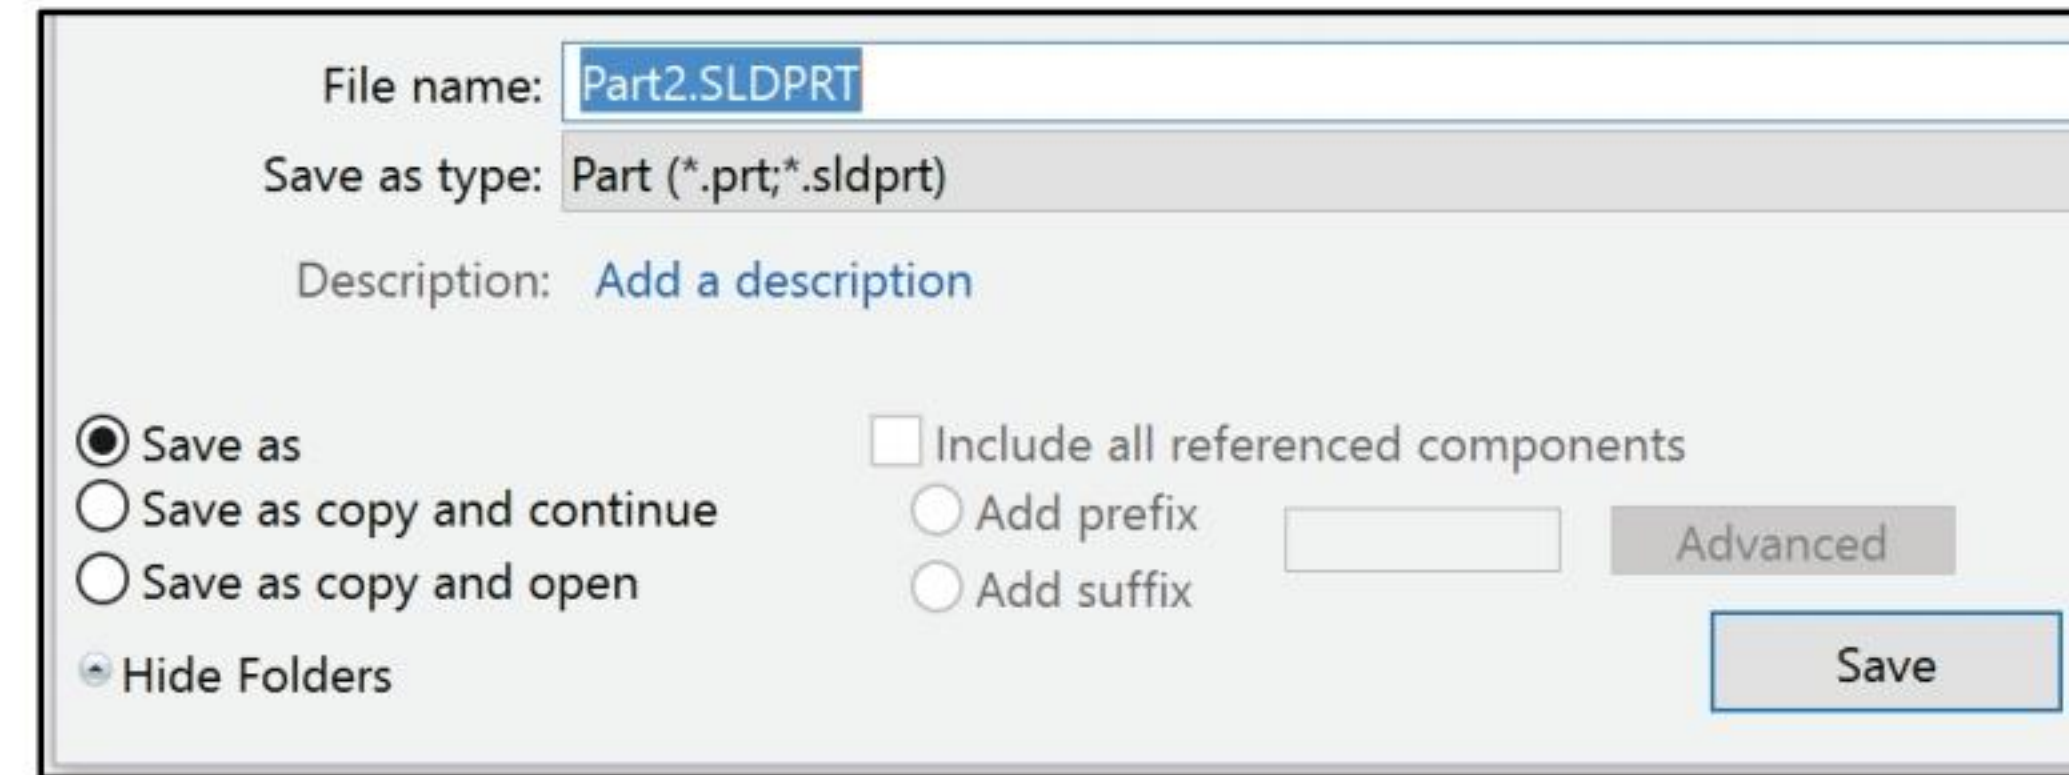 File name: Part2.SLDPRT
Save as type: Part (*.prt;*.sldprt)
Description: Add a description
Save as
Include all referenced components
Save as copy and continue
Add prefix
Advanced
Save as copy and open
Add suffix
Hide Folders
Save